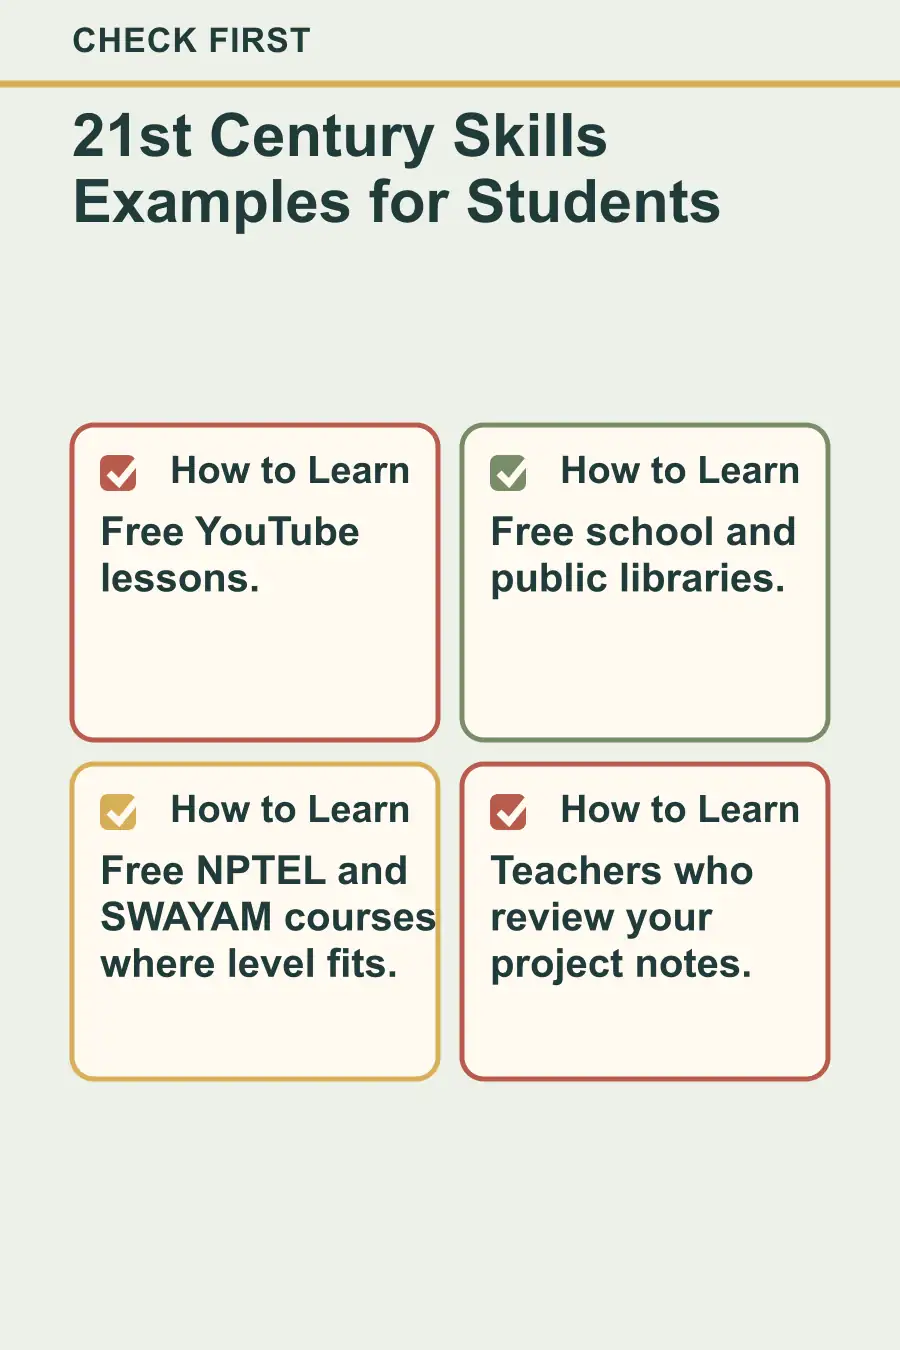 CHECK FIRST
21st Century Skills
Examples for Students
How to Learn
Free YouTube
lessons.
How to Learn
Free school and
public libraries.
How to Learn
Free NPTEL and
SWAYAM courses
where level fits.
How to Learn
Teachers who
review your
project notes.